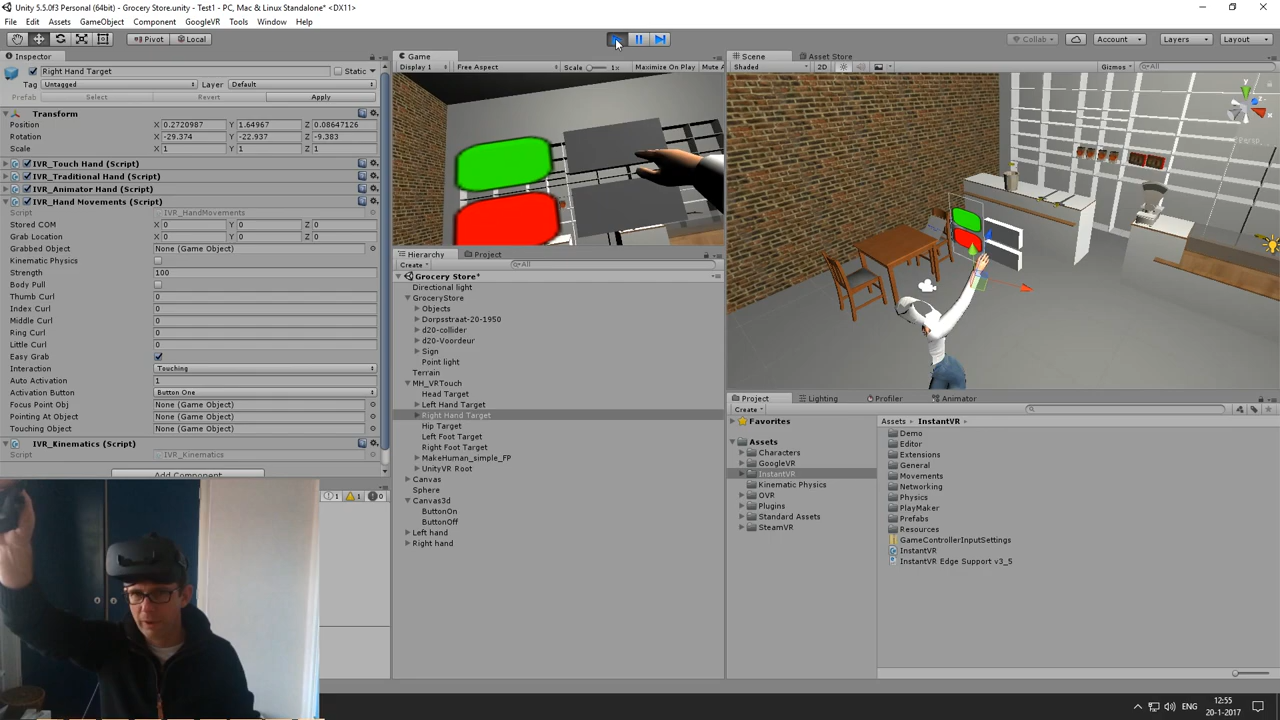 Unity 5.5.0f3 Personal (64bit) - Grocery Store.unity - Test1 - PC, Mac & Linux Standalone* <DX11>
File Edit Assets GameObject Component GoogleVR Tools Window Help
Pivot Local Collab Account Layers Layout
Inspector
Right Hand Target Static
Tag Untagged Layer Default
Prefab Select Revert Apply
Transform
Position X 0.2720987 Y 1.64967 Z 0.08647126
Rotation X -29.374 Y -22.937 Z -9.383
Scale X 1 Y 1 Z 1
IVR_Touch Hand (Script)
IVR_Traditional Hand (Script)
IVR_Animator Hand (Script)
IVR_Hand Movements (Script)
Script IVR_HandMovements
Stored COM X 0 Y 0 Z 0
Grab Location X 0 Y 0 Z 0
Grabbed Object None (Game Object)
Kinematic Physics
Strength 100
Body Pull
Thumb Curl 0
Index Curl 0
Middle Curl 0
Ring Curl 0
Little Curl 0
Easy Grab
Interaction Touching
Auto Activation 1
Activation Button Button One
Focus Point Obj None (Game Object)
Pointing At Object None (Game Object)
Touching Object None (Game Object)
IVR_Kinematics (Script)
Script IVR_Kinematics
Add Component
1 1 0
Game
Display 1 Free Aspect Scale 1x Maximize On Play Mute A
Hierarchy Project
Create All
Grocery Store*
Directional light
GroceryStore
Objects
Dorpsstraat-20-1950
d20-collider
d20-Voordeur
Sign
Point light
Terrain
MH_VRTouch
Head Target
Left Hand Target
Right Hand Target
Hip Target
Left Foot Target
Right Foot Target
MakeHuman_simple_FP
UnityVR Root
Canvas
Sphere
Canvas3d
ButtonOn
ButtonOff
Left hand
Right hand
Scene Asset Store
Shaded 2D Gizmos All
y
Persp
Project Lighting Profiler Animator
Create
Favorites
Assets
Characters
GoogleVR
InstantVR
Kinematic Physics
OVR
Plugins
Standard Assets
SteamVR
Assets InstantVR
Demo
Editor
Extensions
General
Movements
Networking
Physics
PlayMaker
Prefabs
Resources
GameControllerInputSettings
InstantVR
InstantVR Edge Support v3_5
ENG
12:55
20-1-2017